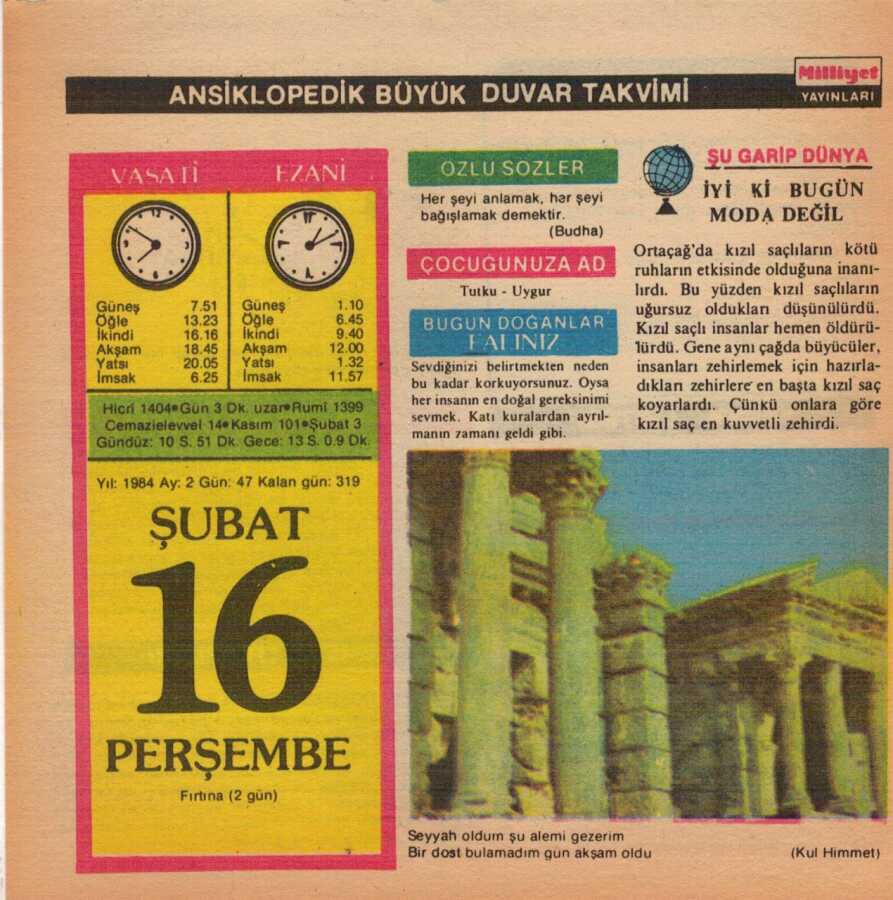 ANSİKLOPEDİK BÜYÜK DUVAR TAKVİMİ
Milliyet
YAYINLARI
VASATİ
EZANİ
Güneş 7.51
Öğle 13.23
İkindi 16.16
Akşam 18.45
Yatsı 20.05
İmsak 6.25
Güneş 1.10
Öğle 6.45
İkindi 9.40
Akşam 12.00
Yatsı 1.32
İmsak 11.57
Hicri 1404•Gün 3 Dk. uzar•Rumi 1399
Cemazielevvel 14•Kasım 101•Şubat 3
Gündüz: 10 S. 51 Dk. Gece: 13 S. 0.9 Dk.
Yıl: 1984 Ay: 2 Gün: 47 Kalan gün: 319
ŞUBAT
16
PERŞEMBE
Fırtına (2 gün)
ÖZLÜ SÖZLER
Her şeyi anlamak, her şeyi
bağışlamak demektir.
(Budha)
ÇOCUĞUNUZA AD
Tutku - Uygur
BUGÜN DOĞANLAR
FALINIZ
Sevdiğinizi belirtmekten neden
bu kadar korkuyorsunuz. Oysa
her insanın en doğal gereksinimi
sevmek. Katı kuralardan ayrıl-
manın zamanı geldi gibi.
ŞU GARİP DÜNYA
İYİ Kİ BUGÜN
MODA DEĞİL
Ortaçağ'da kızıl saçlıların kötü
ruhların etkisinde olduğuna inanı-
lırdı. Bu yüzden kızıl saçlıların
uğursuz oldukları düşünülürdü.
Kızıl saçlı insanlar hemen öldürü-
lürdü. Gene aynı çağda büyücüler,
insanları zehirlemek için hazırla-
dıkları zehirlere en başta kızıl saç
koyarlardı. Çünkü onlara göre
kızıl saç en kuvvetli zehirdi.
Seyyah oldum şu alemi gezerim
Bir dost bulamadım gün akşam oldu
(Kul Himmet)